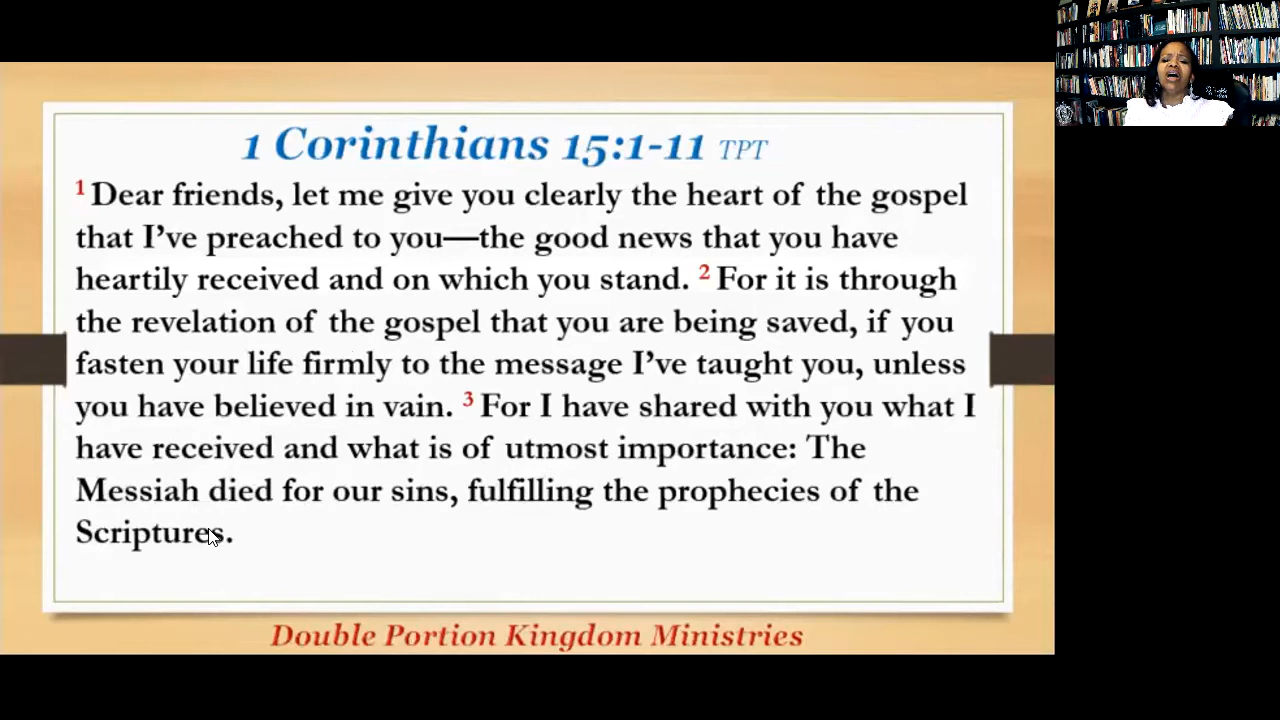 1 Corinthians 15:1-11 TPT
1 Dear friends, let me give you clearly the heart of the gospel
that I’ve preached to you—the good news that you have
heartily received and on which you stand. 2 For it is through
the revelation of the gospel that you are being saved, if you
fasten your life firmly to the message I’ve taught you, unless
you have believed in vain. 3 For I have shared with you what I
have received and what is of utmost importance: The
Messiah died for our sins, fulfilling the prophecies of the
Scriptures.
Double Portion Kingdom Ministries